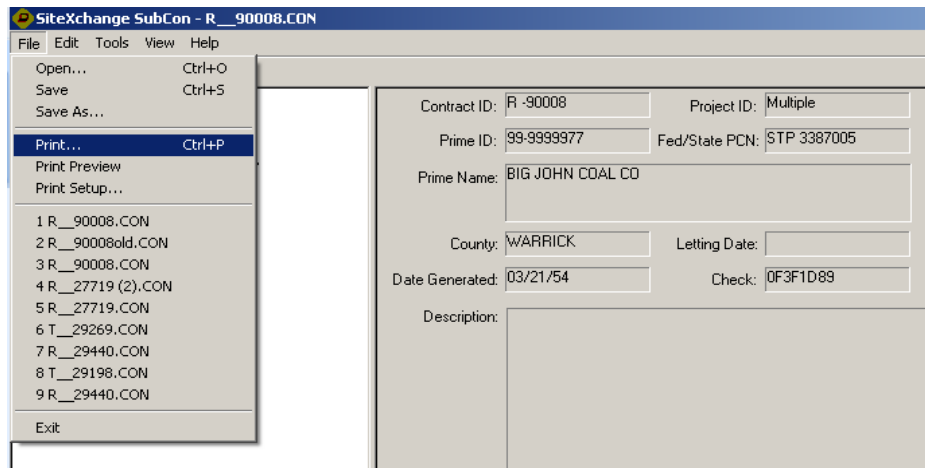 SiteXchange SubCon - R__90008.CON
File Edit Tools View Help
Open... Ctrl+O
Save Ctrl+S
Save As...
Print... Ctrl+P
Print Preview
Print Setup...
1 R__90008.CON
2 R__90008old.CON
3 R__90008.CON
4 R__27719 (2).CON
5 R__27719.CON
6 T__29269.CON
7 R__29440.CON
8 T__29198.CON
9 R__29440.CON
Exit
Contract ID: R -90008 Project ID: Multiple
Prime ID: 99-9999977 Fed/State PCN: STP 3387005
Prime Name: BIG JOHN COAL CO
County: WARRICK Letting Date:
Date Generated: 03/21/54 Check: 0F3F1D89
Description: